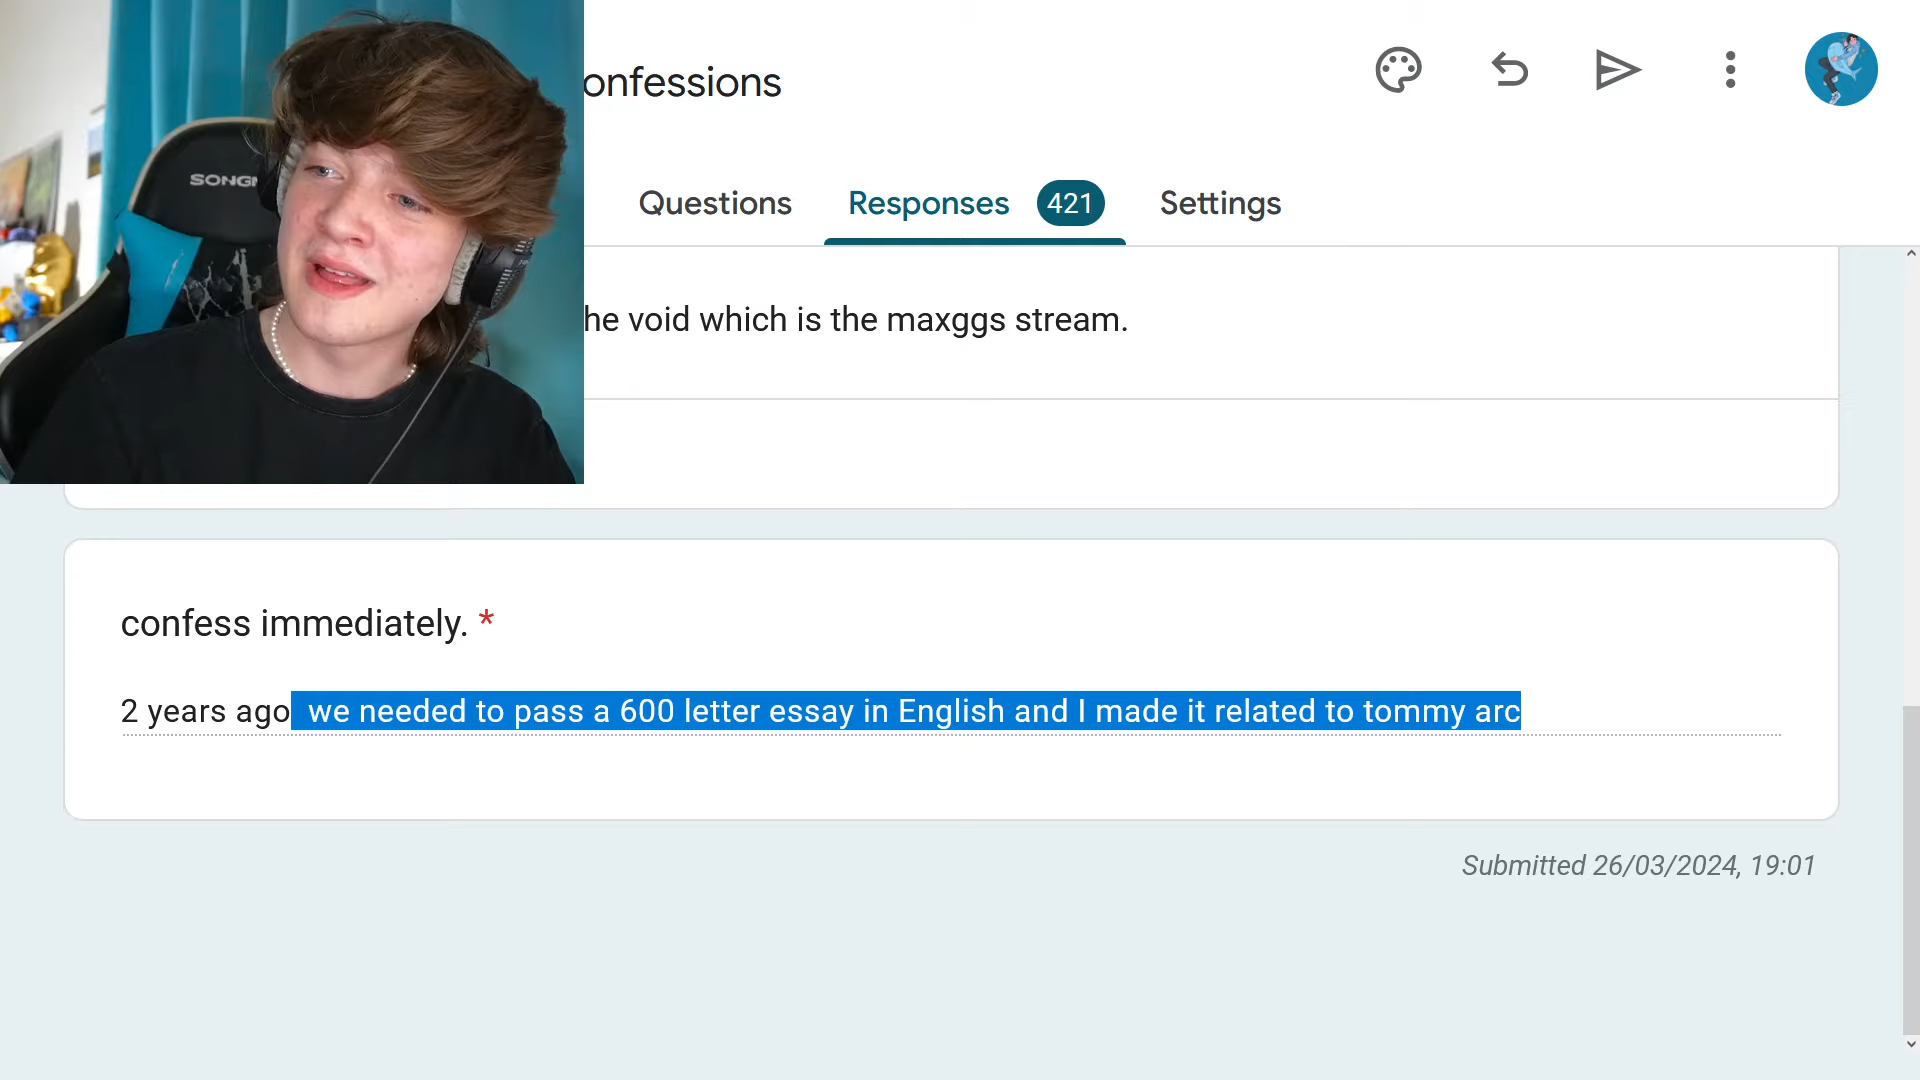 onfessions
Questions Responses 421 Settings
SONG
he void which is the maxggs stream.
confess immediately. *
2 years ago we needed to pass a 600 letter essay in English and I made it related to tommy arc
Submitted 26/03/2024, 19:01